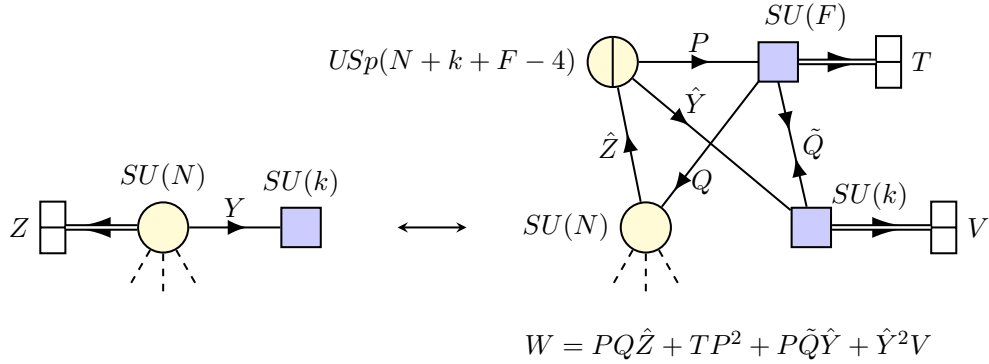 SU(F)
USp(N + k + F − 4)
P
T
Ŷ
Ẑ
Q̃
SU(N)
SU(k)
Q
SU(k)
Z
Y
SU(N)
V
W = PQẐ + TP² + PQ̃Ŷ + Ŷ²V